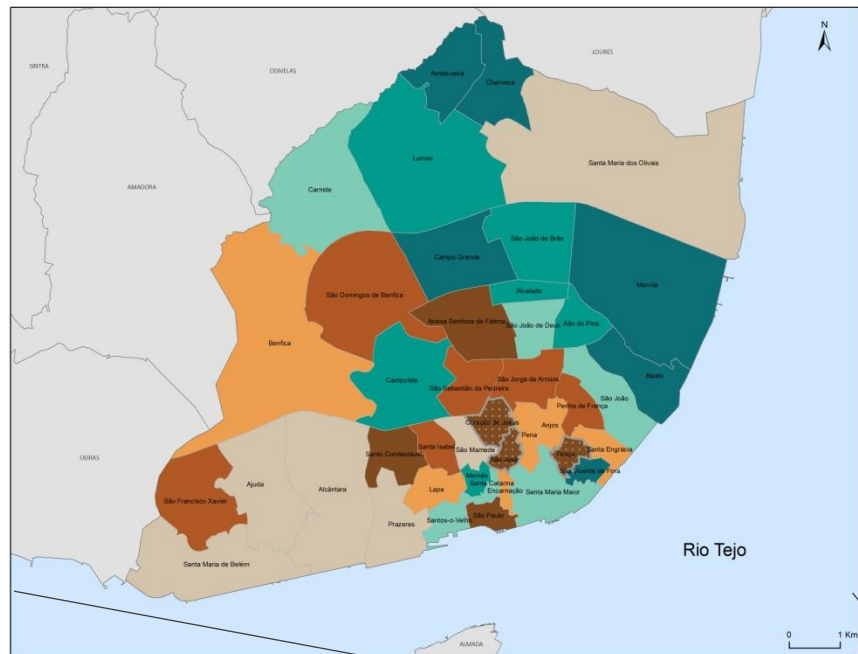 N
LOURES
SINTRA
ODIVELAS
Ameixoeira
Charneca
Lumiar
Santa Maria dos Olivais
AMADORA
Carnide
São João de Brito
Campo Grande
Marvila
São Domingos de Benfica
Alvalade
Nossa Senhora de Fátima
São João de Deus
Alto do Pina
Benfica
Campolide
Beato
São Sebastião da Pedreira
São Jorge de Arroios
São João
Penha de França
Coração de Jesus
Anjos
Pena
Santo Condestável
Santa Isabel
São Mamede
São José
Graça
Santa Engrácia
OEIRAS
Ajuda
Alcântara
São Vicente de Fora
Mercês
Santa Catarina
Lapa
Encarnação
Santa Maria Maior
São Francisco Xavier
São Paulo
Prazeres
Santos-o-Velho
Rio Tejo
Santa Maria de Belém
ALMADA
0 1 Km